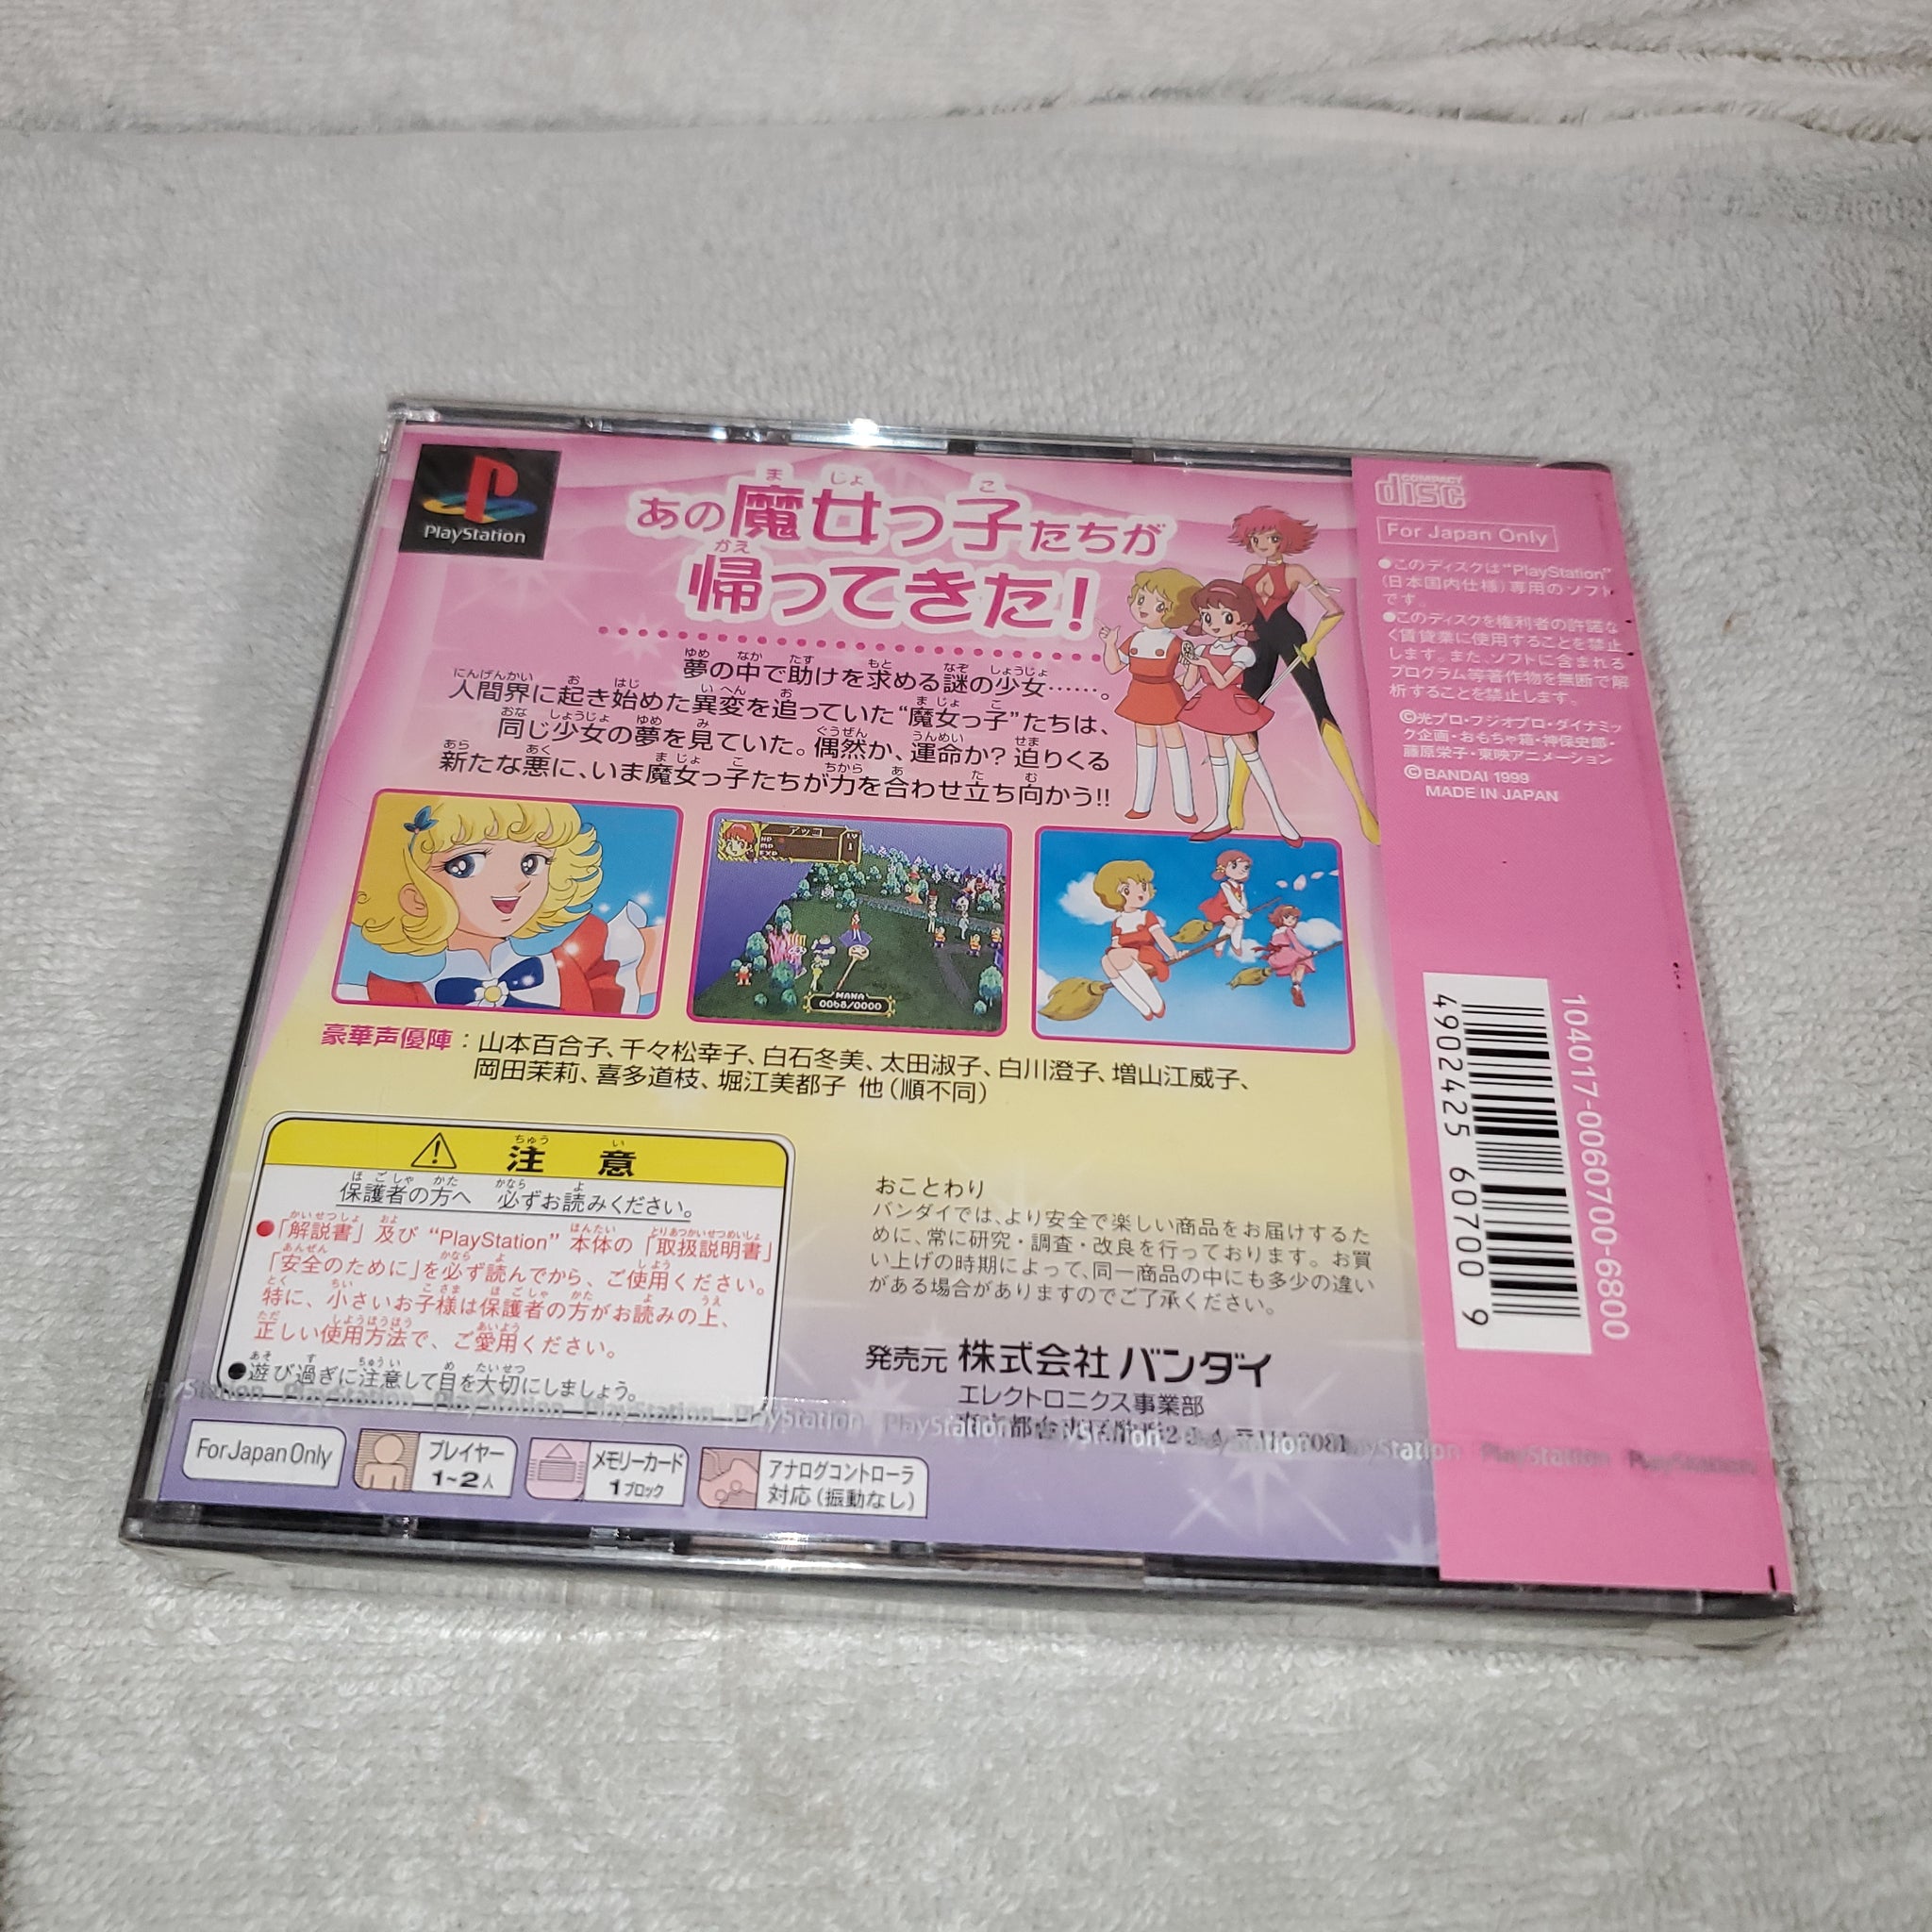 PlayStation
あの魔女っ子たちが
帰ってきた!
夢の中で助けを求める謎の少女……。
人間界に起き始めた異変を追っていた“魔女っ子”たちは、
同じ少女の夢を見ていた。偶然か、運命か?迫りくる
新たな悪に、いま魔女っ子たちが力を合わせ立ち向かう!!
アッコ
LV
HP
MP
EXP
1
MANA
0068/0000
豪華声優陣:山本百合子、千々松幸子、白石冬美、太田淑子、白川澄子、増山江威子、
岡田茉莉、喜多道枝、堀江美都子 他(順不同)
注意
保護者の方へ 必ずお読みください。
●「解説書」及び “PlayStation” 本体の「取扱説明書」
「安全のために」を必ず読んでから、ご使用ください。
特に、小さいお子様は保護者の方がお読みの上、
正しい使用方法で、ご愛用ください。
●遊び過ぎに注意して目を大切にしましょう。
おことわり
バンダイでは、より安全で楽しい商品をお届けするた
めに、常に研究・調査・改良を行っております。お買
い上げの時期によって、同一商品の中にも多少の違い
がある場合がありますのでご了承ください。
発売元 株式会社 バンダイ
エレクトロニクス事業部
PlayStation PlayStation PlayStation PlayStation PlayStation PlayStation PlayStation PlayStation PlayStation PlayStation
For Japan Only
プレイヤー
1~2人
メモリーカード
1ブロック
アナログコントローラ
対応(振動なし)
COMPACT
disc
For Japan Only
●このディスクは“PlayStation”
(日本国内仕様)専用のソフト
です。
●このディスクを権利者の許諾な
く賃貸業に使用することを禁止
します。また、ソフトに含まれる
プログラム等著作物を無断で解
析することを禁止します。
©光プロ・フジオプロ・ダイナミッ
ク企画・おもちゃ箱・神保史郎・
藤原栄子・東映アニメーション
©BANDAI 1999
MADE IN JAPAN
104017-0060700-6800
4902425 60700 9